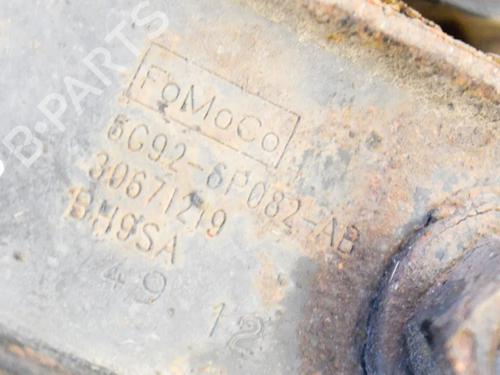 FoMoCo
6G92-6P082-AB
30671219
BH9SA
49 12
B-PARTS